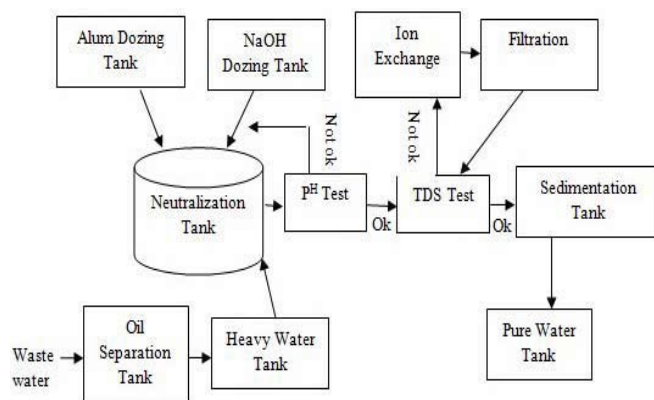 Alum Dozing
Tank
NaOH
Dozing Tank
Ion
Exchange
Filtration
Not ok
Not ok
Neutralization
Tank
PH Test
Ok
TDS Test
Ok
Sedimentation
Tank
Waste
water
Oil
Separation
Tank
Heavy Water
Tank
Pure Water
Tank